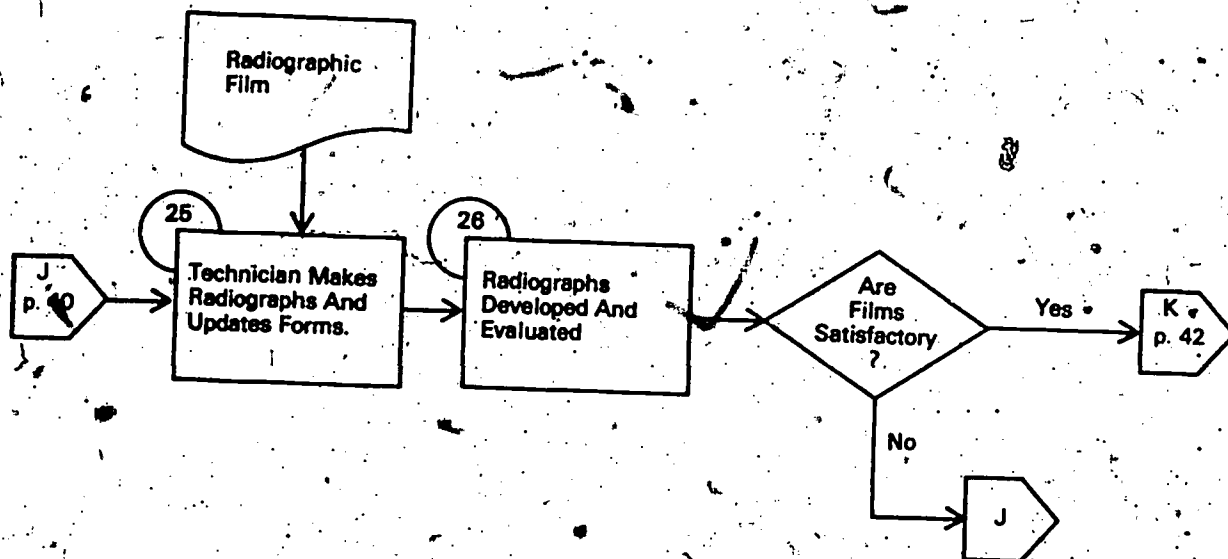 Radiographic
Film
25
26
J
p. 40
Technician Makes
Radiographs And
Updates Forms.
Radiographs
Developed And
Evaluated
Are
Films
Satisfactory
?
Yes
K
p. 42
No
J